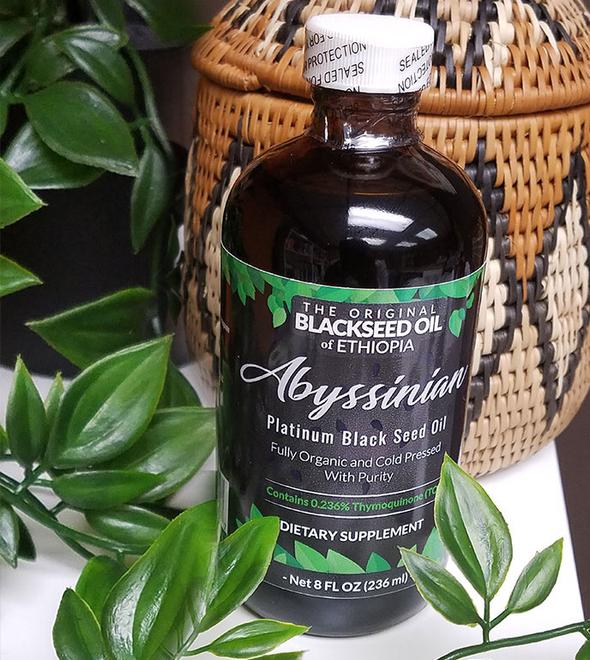 SEALED FOR
PROTECTION
SEALED
THE ORIGINAL
BLACKSEED OIL
of ETHIOPIA
Abyssinian
Platinum Black Seed Oil
Fully Organic and Cold Pressed
With Purity
Contains 0.236% Thymoquinone (TQ
DIETARY SUPPLEMENT
- Net 8 FL OZ (236 ml)